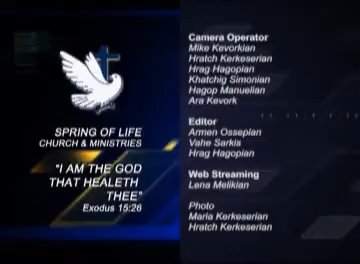 SPRING OF LIFE
CHURCH & MINISTRIES
"I AM THE GOD
THAT HEALETH
THEE"
Exodus 15:26
Camera Operator
Mike Kevorkian
Hratch Kerkeserian
Hrag Hagopian
Khatchig Simonian
Hagop Manuelian
Ara Kevork
Editor
Armen Ossepian
Vahe Sarkis
Hrag Hagopian
Web Streaming
Lena Melikian
Photo
Maria Kerkeserian
Hratch Kerkeserian